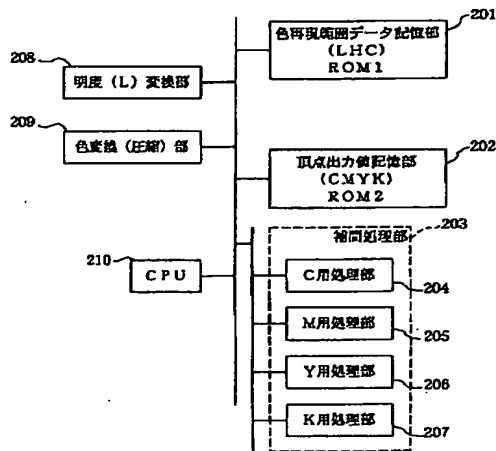 201
色再現範囲データ記憶部
(LHC)
ROM1
208
明度(L)変換部
209
色変換(圧縮)部
202
頂点出力値記憶部
(CMYK)
ROM2
補間処理部
203
210
CPU
C用処理部
204
M用処理部
205
Y用処理部
206
K用処理部
207